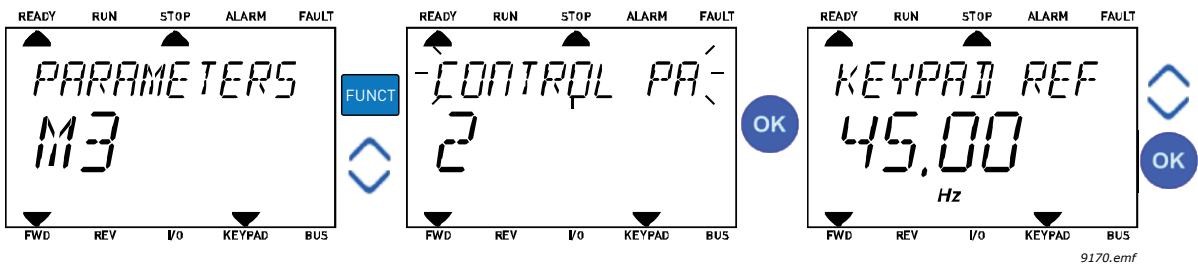 READY RUN STOP ALARM FAULT
PARAMETERS
M3
FWD REV I/O KEYPAD BUS
FUNCT
READY RUN STOP ALARM FAULT
CONTROL PA
2
FWD REV I/O KEYPAD BUS
OK
READY RUN STOP ALARM FAULT
KEYPAD REF
45.00
Hz
FWD REV I/O KEYPAD BUS
OK
9170.emf